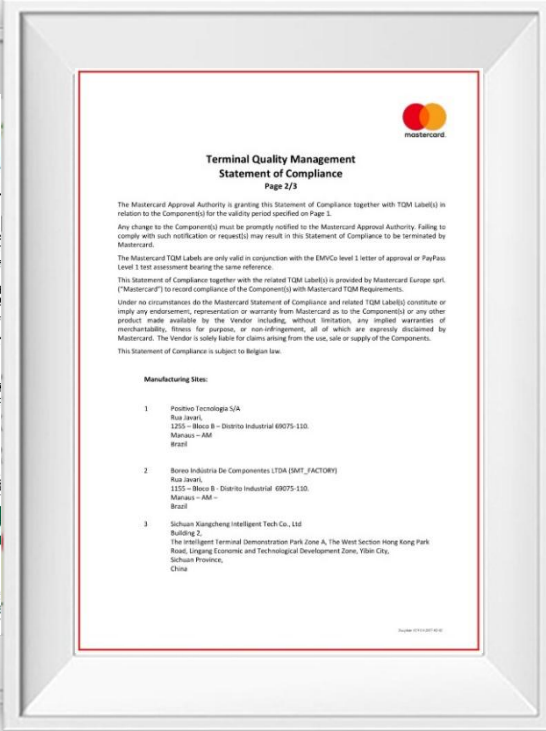 mastercard.
Terminal Quality Management
Statement of Compliance
Page 2/3
The Mastercard Approval Authority is granting this Statement of Compliance together with TQM Label(s) in
relation to the Component(s) for the validity period specified on Page 1.
Any change to the Component(s) must be promptly notified to the Mastercard Approval Authority. Failing to
comply with such notification or request(s) may result in this Statement of Compliance to be terminated by
Mastercard.
The Mastercard TQM Labels are only valid in conjunction with the EMVCo level 1 letter of approval or PayPass
Level 1 test assessment bearing the same reference.
This Statement of Compliance together with the related TQM Label(s) is provided by Mastercard Europe sprl.
("Mastercard") to record compliance of the Component(s) with Mastercard TQM Requirements.
Under no circumstances do the Mastercard Statement of Compliance and related TQM Label(s) constitute or
imply any endorsement, representation or warranty from Mastercard as to the Component(s) or any other
product made available by the Vendor including, without limitation, any implied warranties of
merchantability, fitness for purpose, or non-infringement, all of which are expressly disclaimed by
Mastercard. The Vendor is solely liable for claims arising from the use, sale or supply of the Components.
This Statement of Compliance is subject to Belgian law.
Manufacturing Sites:
1 Positivo Tecnologia S/A
Rua Javari,
1255 – Bloco B – Distrito Industrial 69075-110.
Manaus – AM
Brazil
2 Boreo Indústria De Componentes LTDA (SMT_FACTORY)
Rua Javari,
1155 – Bloco B - Distrito Industrial 69075-110.
Manaus – AM –
Brazil
3 Sichuan Xiangcheng Intelligent Tech Co., Ltd
Building 2,
The Intelligent Terminal Demonstration Park Zone A, The West Section Hong Kong Park
Road, Lingang Economic and Technological Development Zone, Yibin City,
Sichuan Province,
China